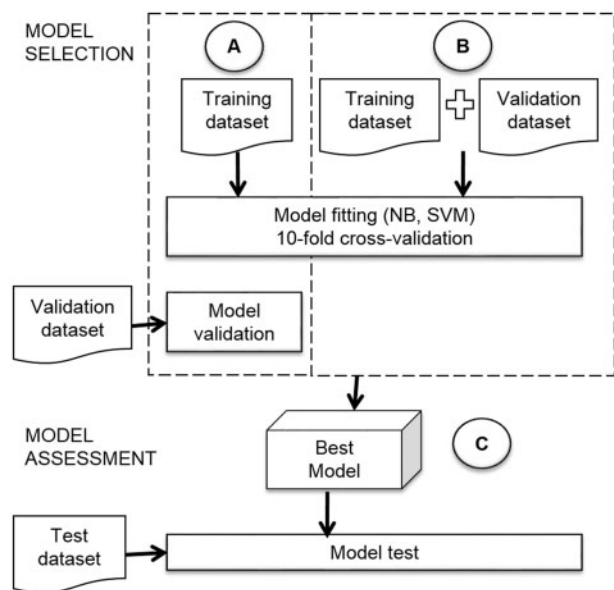 MODEL
SELECTION
A
B
Training
dataset
Training
dataset
Validation
dataset
Model fitting (NB, SVM)
10-fold cross-validation
Validation
dataset
Model
validation
MODEL
ASSESSMENT
Best
Model
C
Test
dataset
Model test